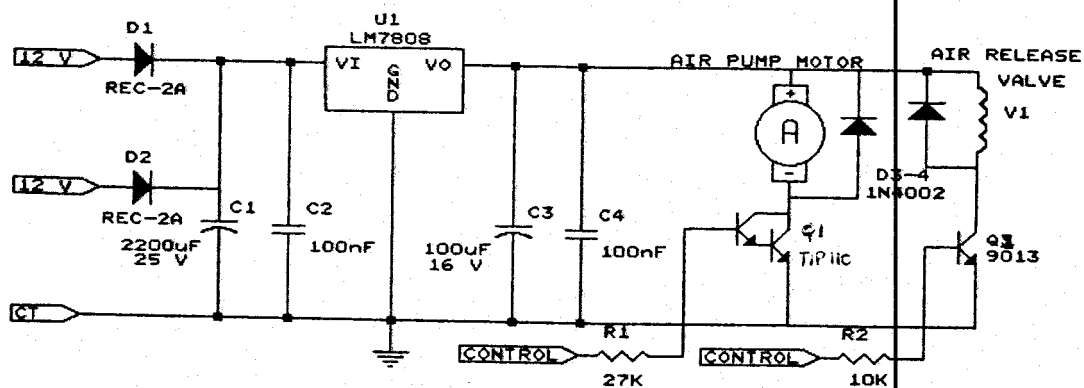 12 V
D1
REC-2A
12 V
D2
REC-2A
2200uF
25 V
C1
C2
100nF
U1
LM7808
VI
GND
VO
C3
100uF
16 V
C4
100nF
AIR PUMP MOTOR
+
A
-
D3-4
1N4002
AIR RELEASE
VALVE
V1
Q1
9013
CT
CONTROL
R1
27K
CONTROL
R2
10K